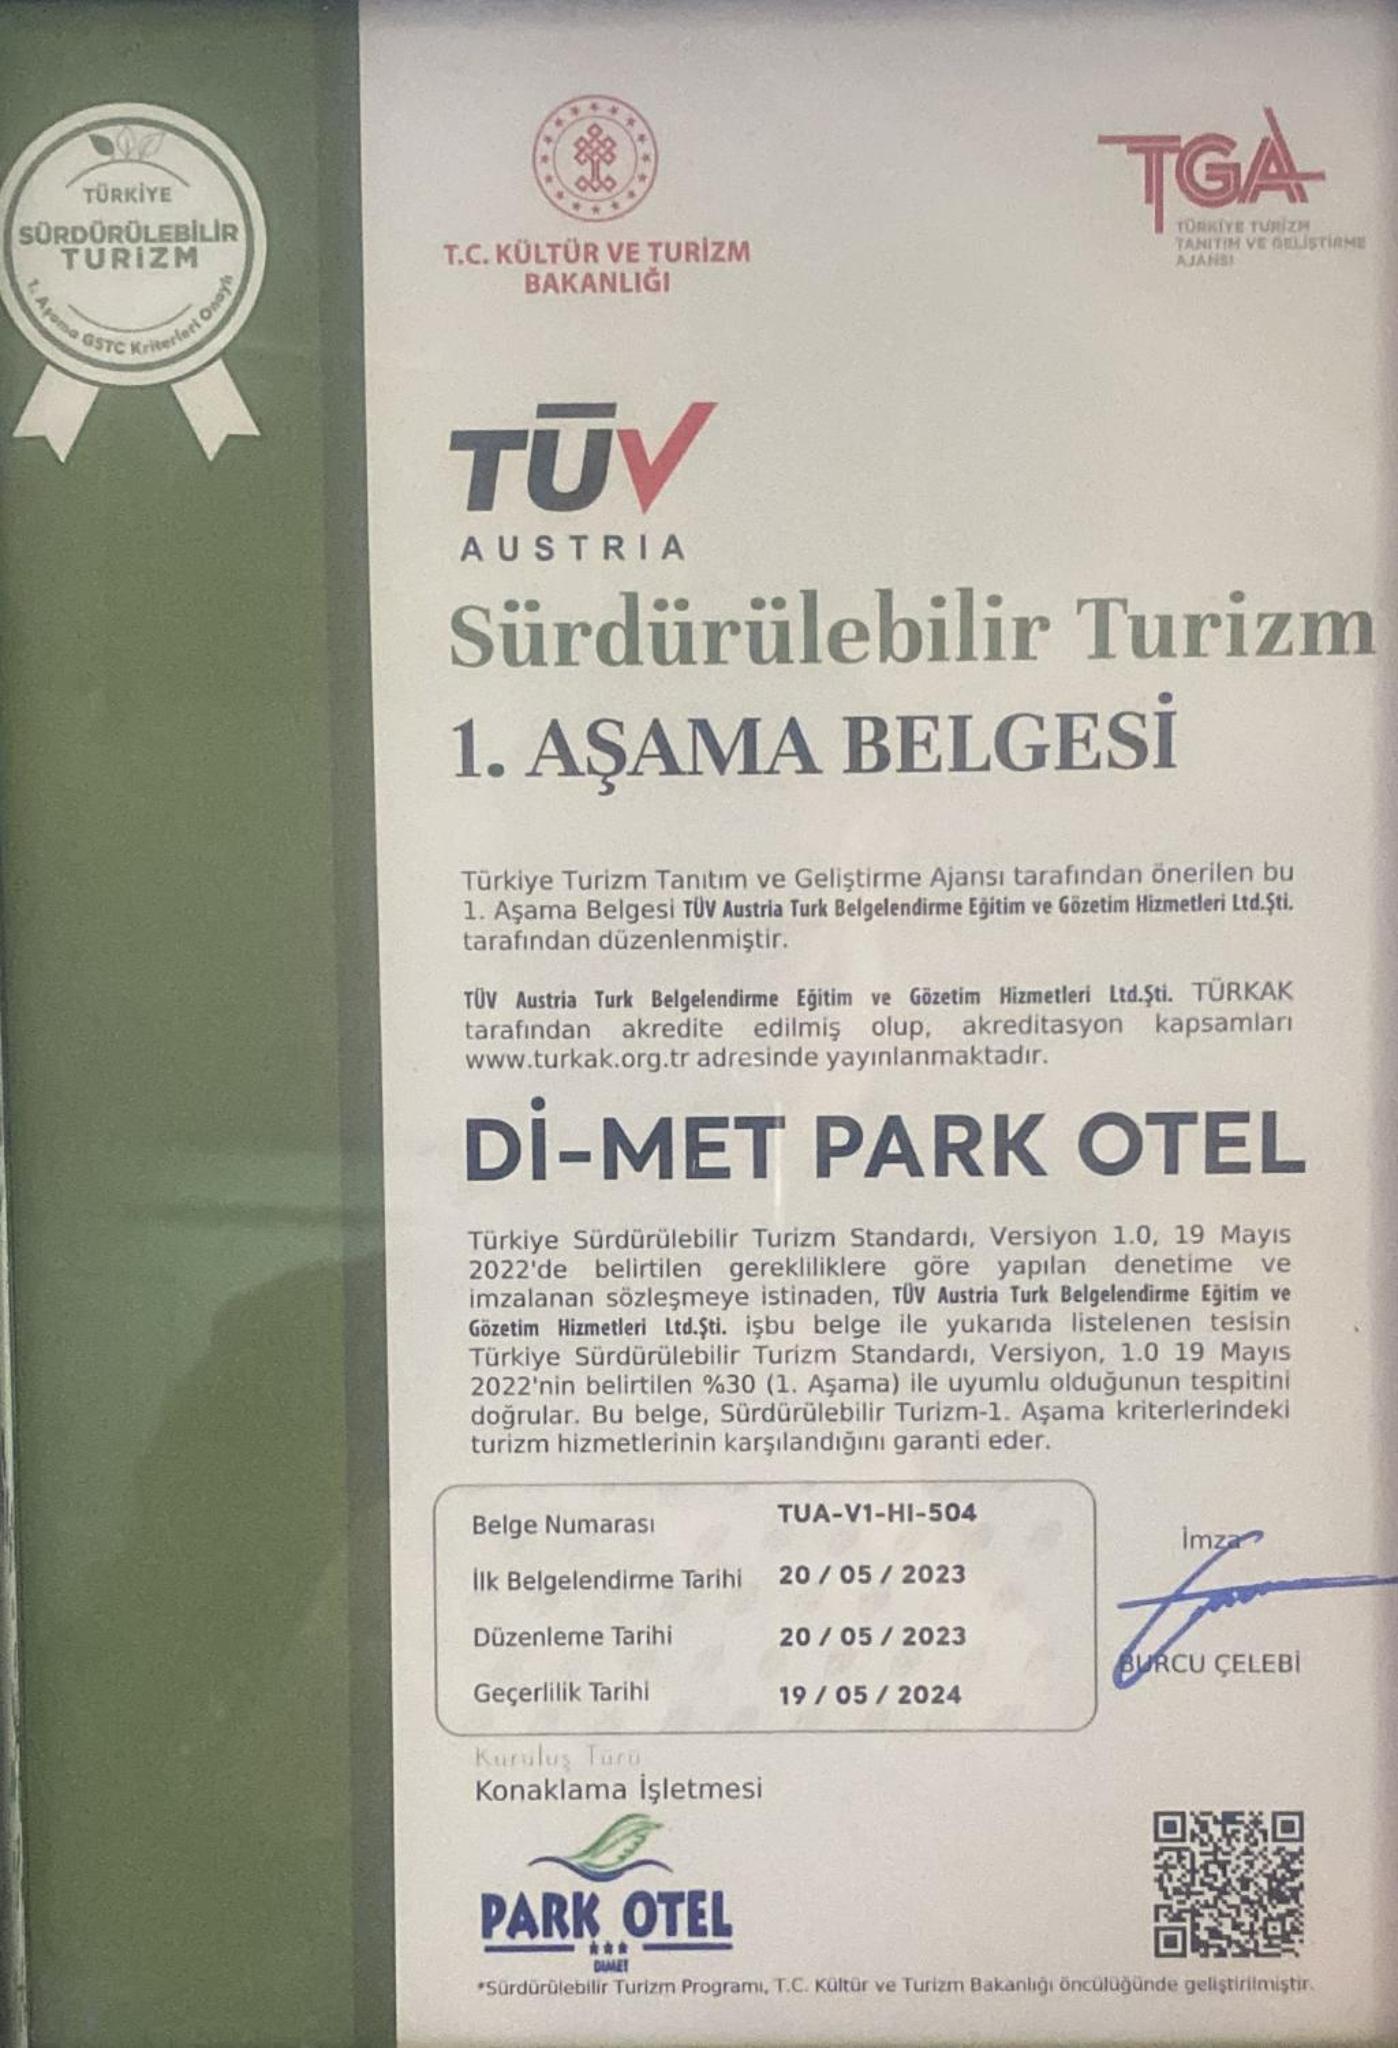 TÜRKİYE
SÜRDÜRÜLEBİLİR
TURİZM
1. Aşama GSTC Kriterleri Onaylı
T.C. KÜLTÜR VE TURİZM
BAKANLIĞI
TGA
TÜRKİYE TURİZM
TANITIM VE GELİŞTİRME
AJANSI
TÜV
AUSTRIA
Sürdürülebilir Turizm
1. AŞAMA BELGESİ
Türkiye Turizm Tanıtım ve Geliştirme Ajansı tarafından önerilen bu
1. Aşama Belgesi TÜV Austria Turk Belgelendirme Eğitim ve Gözetim Hizmetleri Ltd.Şti.
tarafından düzenlenmiştir.
TÜV Austria Turk Belgelendirme Eğitim ve Gözetim Hizmetleri Ltd.Şti. TÜRKAK
tarafından akredite edilmiş olup, akreditasyon kapsamları
www.turkak.org.tr adresinde yayınlanmaktadır.
Dİ-MET PARK OTEL
Türkiye Sürdürülebilir Turizm Standardı, Versiyon 1.0, 19 Mayıs
2022'de belirtilen gerekliliklere göre yapılan denetime ve
imzalanan sözleşmeye istinaden, TÜV Austria Turk Belgelendirme Eğitim ve
Gözetim Hizmetleri Ltd.Şti. işbu belge ile yukarıda listelenen tesisin
Türkiye Sürdürülebilir Turizm Standardı, Versiyon, 1.0 19 Mayıs
2022'nin belirtilen %30 (1. Aşama) ile uyumlu olduğunun tespitini
doğrular. Bu belge, Sürdürülebilir Turizm-1. Aşama kriterlerindeki
turizm hizmetlerinin karşılandığını garanti eder.
Belge Numarası TUA-V1-HI-504
İlk Belgelendirme Tarihi 20 / 05 / 2023
Düzenleme Tarihi 20 / 05 / 2023
Geçerlilik Tarihi 19 / 05 / 2024
İmza
BURCU ÇELEBİ
Kuruluş Türü
Konaklama İşletmesi
PARK OTEL
DIMET
*Sürdürülebilir Turizm Programı, T.C. Kültür ve Turizm Bakanlığı öncülüğünde geliştirilmiştir.